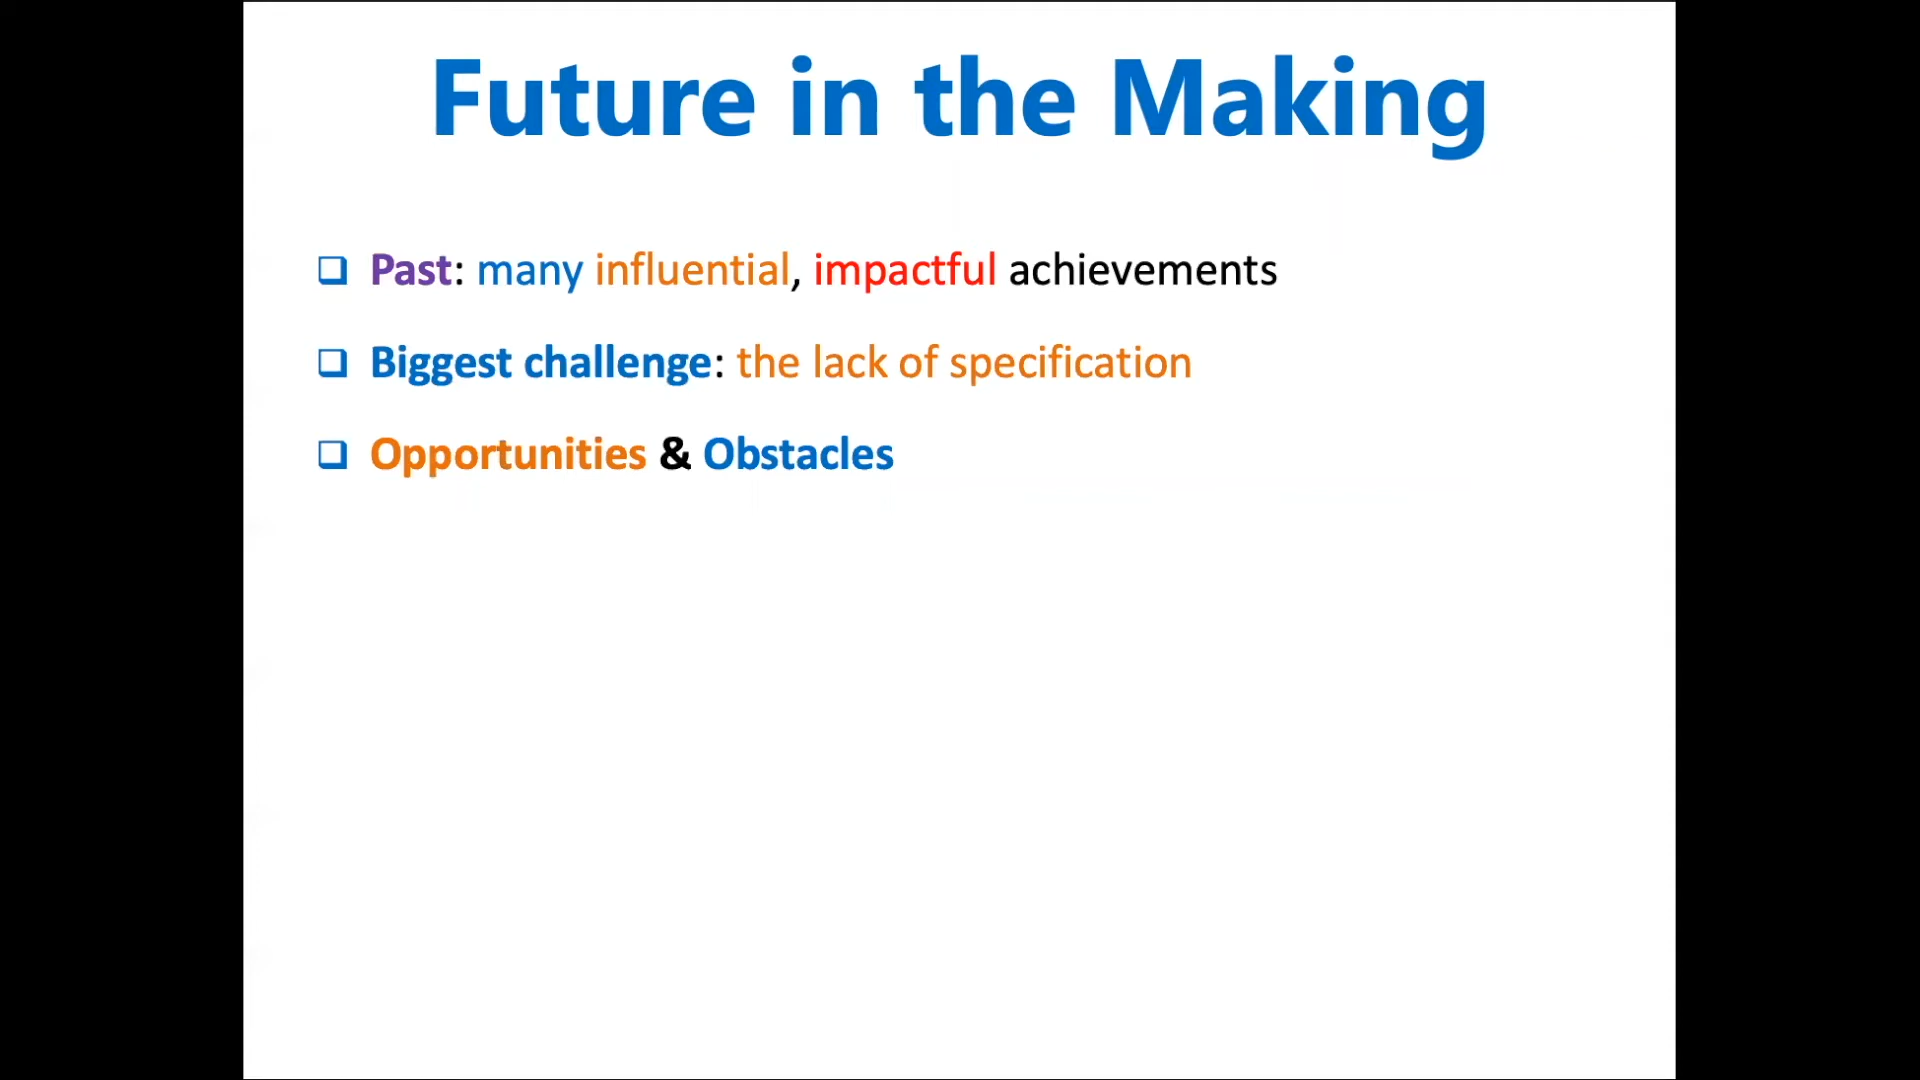 Future in the Making
❑ Past: many influential, impactful achievements
❑ Biggest challenge: the lack of specification
❑ Opportunities & Obstacles